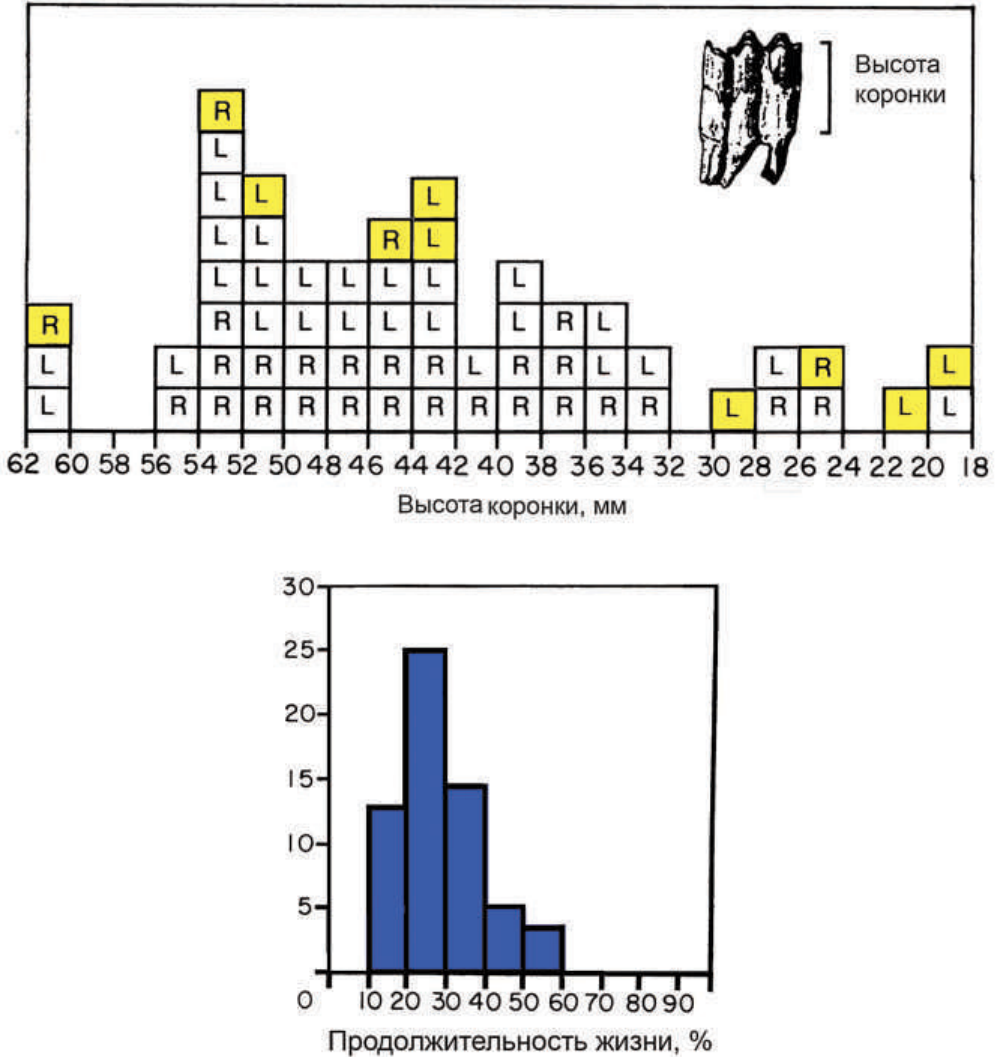 Высота
коронки
R
L
L L L
L L R L
L L L L L L L
R R L L L L L L R L
L L R R R R R R L R R L L L R L
L R R R R R R R R R R R R L R R L L
62 60 58 56 54 52 50 48 46 44 42 40 38 36 34 32 30 28 26 24 22 20 18
Высота коронки, мм
30
25
20
15
10
5
0 10 20 30 40 50 60 70 80 90
Продолжительность жизни, %